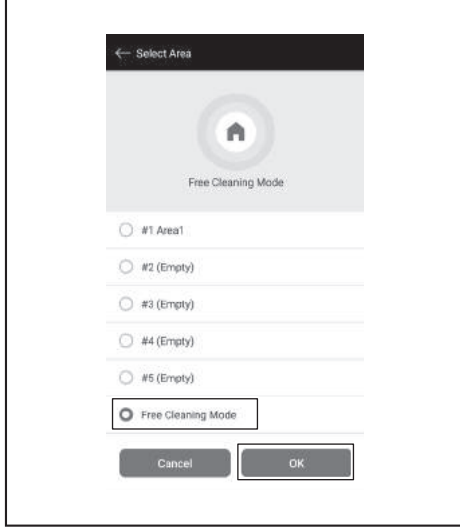 ← Select Area
Free Cleaning Mode
#1 Area1
#2 (Empty)
#3 (Empty)
#4 (Empty)
#5 (Empty)
Free Cleaning Mode
Cancel OK